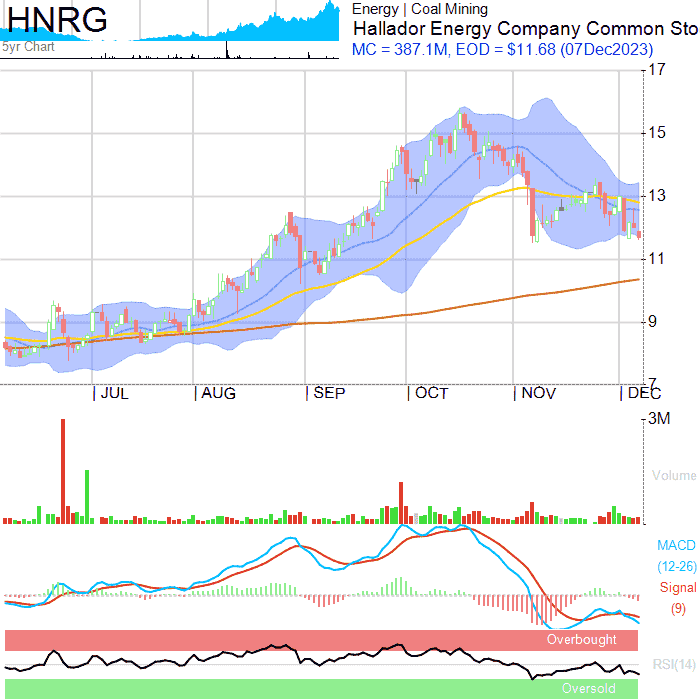 HNRG
5yr Chart
Energy | Coal Mining
Hallador Energy Company Common Sto
MC = 387.1M, EOD = $11.68 (07Dec2023)
17
15
13
11
9
7
| JUL | AUG | SEP | OCT | NOV | DEC
3M
Volume
MACD
(12-26)
Signal
(9)
Overbought
RSI(14)
Oversold